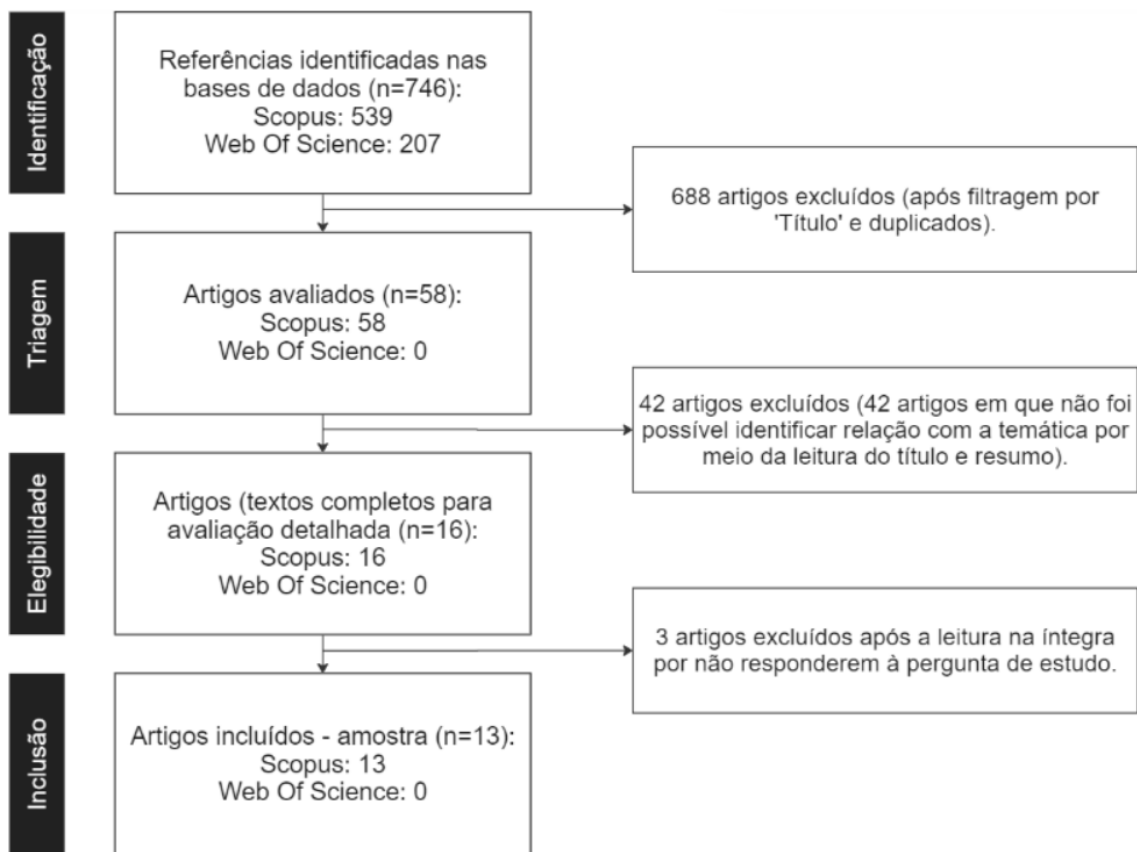 Identificação
Referências identificadas nas
bases de dados (n=746):
Scopus: 539
Web Of Science: 207
688 artigos excluídos (após filtragem por
'Título' e duplicados).
Triagem
Artigos avaliados (n=58):
Scopus: 58
Web Of Science: 0
42 artigos excluídos (42 artigos em que não foi
possível identificar relação com a temática por
meio da leitura do título e resumo).
Elegibilidade
Artigos (textos completos para
avaliação detalhada (n=16):
Scopus: 16
Web Of Science: 0
3 artigos excluídos após a leitura na íntegra
por não responderem à pergunta de estudo.
Inclusão
Artigos incluídos - amostra (n=13):
Scopus: 13
Web Of Science: 0